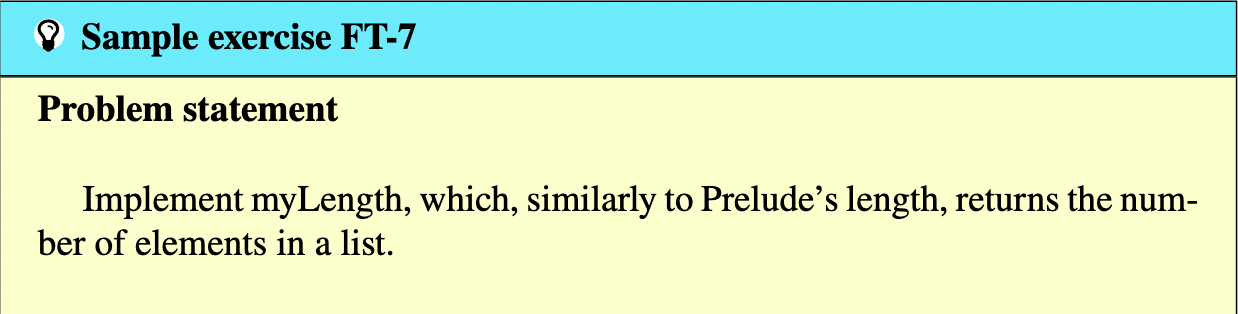 Sample exercise FT-7
Problem statement
Implement myLength, which, similarly to Prelude’s length, returns the num-
ber of elements in a list.